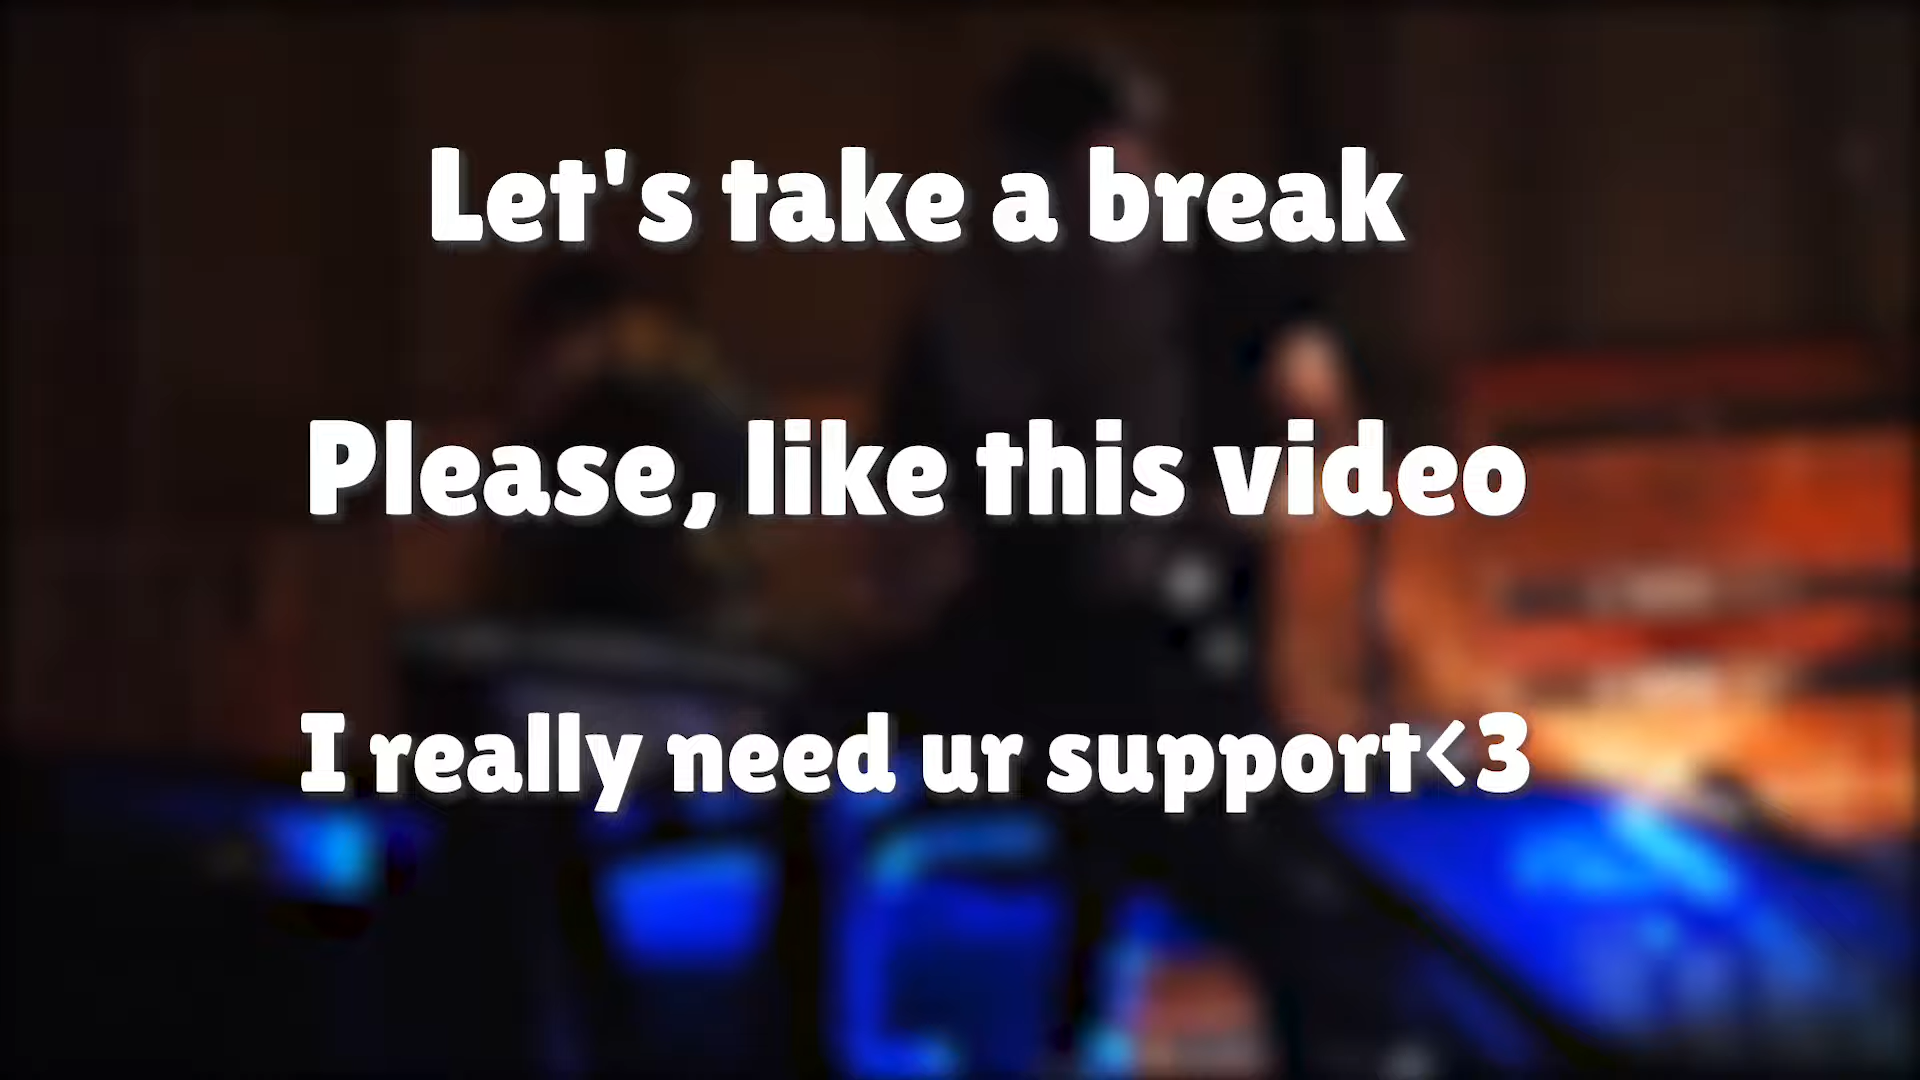 Let's take a break
Please, like this video
I really need ur support<3